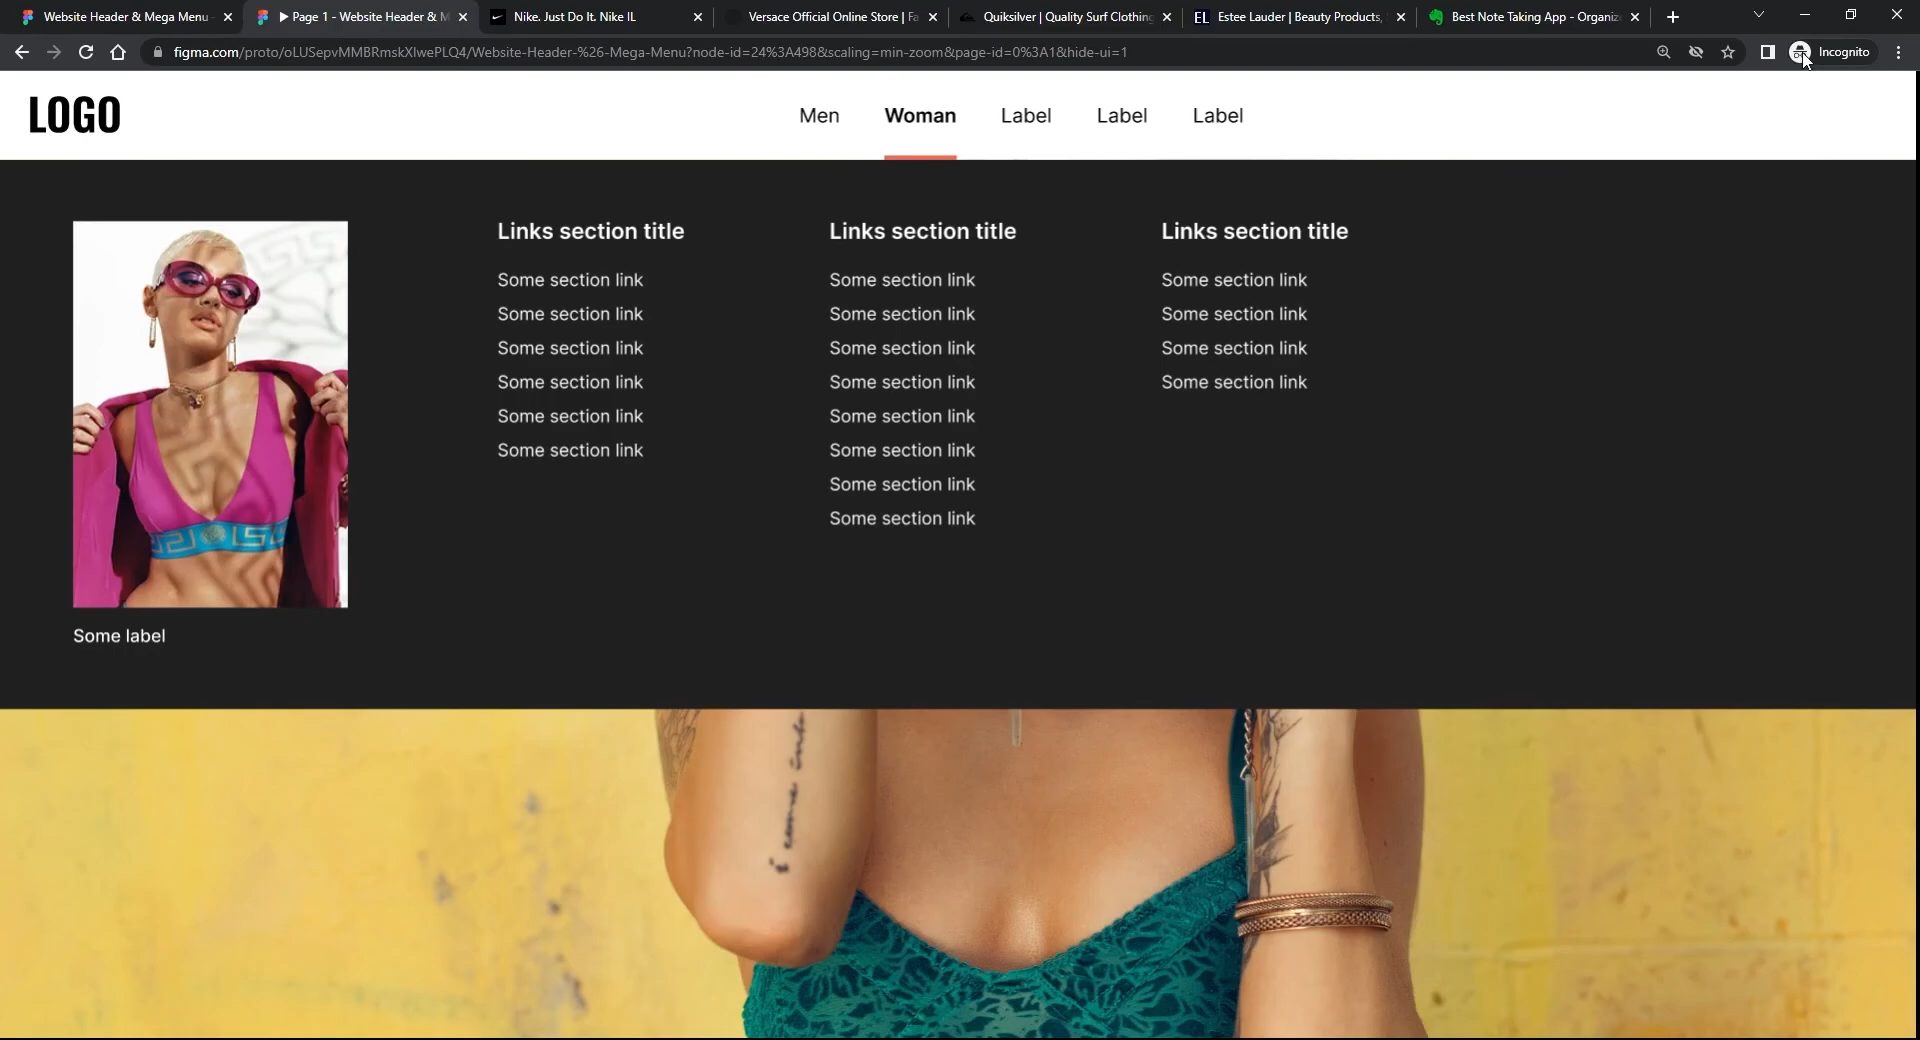 Website Header & Mega Menu
Page 1 - Website Header & M
Nike. Just Do It. Nike IL
Versace Official Online Store | Fa
Quiksilver | Quality Surf Clothing
EL Estee Lauder | Beauty Products,
Best Note Taking App - Organiz
figma.com/proto/oLUSepvMMBRmskXlwePLQ4/Website-Header-%26-Mega-Menu?node-id=24%3A498&scaling=min-zoom&page-id=0%3A1&hide-ui=1
Incognito
LOGO
Men
Woman
Label
Label
Label
Links section title
Some section link
Some section link
Some section link
Some section link
Some section link
Some section link
Links section title
Some section link
Some section link
Some section link
Some section link
Some section link
Some section link
Some section link
Some section link
Links section title
Some section link
Some section link
Some section link
Some section link
Some label